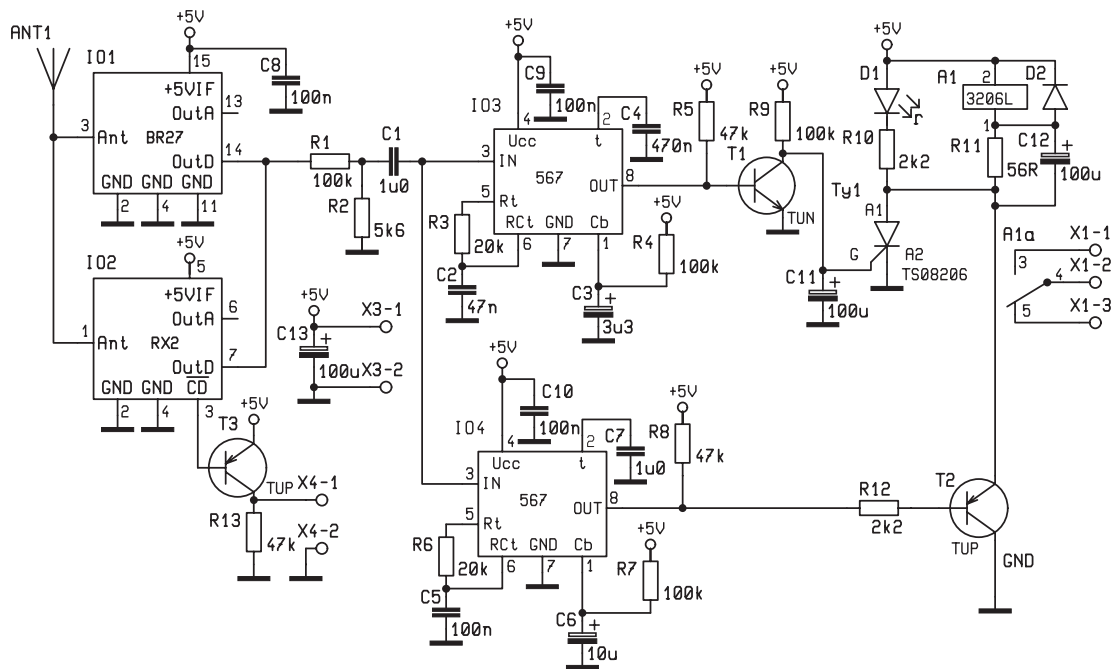 ANT1
+5V
IO1
15
C8
100n
+5VIF
OutA
13
3
Ant
BR27
OutD
14
GND GND GND
2
4
11
R1
100k
C1
1u0
R2
5k6
IO2
+5V
5
+5VIF
OutA
6
1
Ant
RX2
OutD
7
GND GND CD
2
4
3
+5V
X3-1
C13
100u
X3-2
T3
+5V
TUP
X4-1
R13
47k
X4-2
+5V
C9
100n
IO3
4
2
C4
470n
Ucc
t
3
IN
567
5
Rt
OUT
8
RCt GND Cb
6
7
1
R3
20k
C2
47n
C3
3u3
+5V
R4
100k
+5V
R5
47k
+5V
R9
100k
T1
TUN
C11
100u
+5V
D1
R10
2k2
Ty1
A1
G
A2
TS08206
A1
2
3206L
1
D2
R11
56R
C12
100u
A1a
3
4
5
X1-1
X1-2
X1-3
+5V
C10
100n
IO4
4
2
C7
1u0
Ucc
t
3
IN
567
5
Rt
OUT
8
RCt GND Cb
6
7
1
R6
20k
C5
100n
C6
10u
+5V
R7
100k
+5V
R8
47k
R12
2k2
T2
TUP
GND